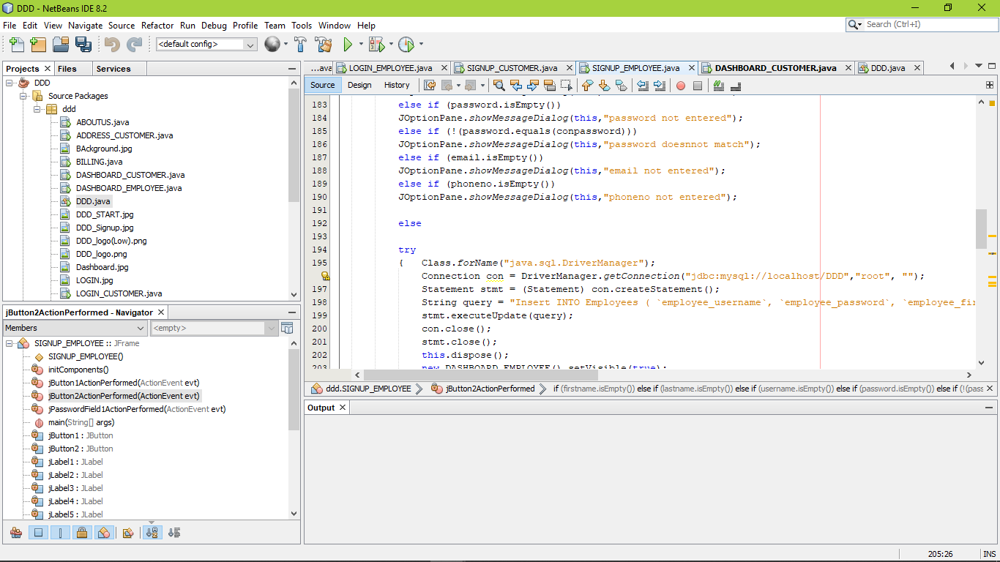 DDD - NetBeans IDE 8.2
File Edit View Navigate Source Refactor Run Debug Profile Team Tools Window Help
Search (Ctrl+I)
<default config>
Projects Files Services
DDD
Source Packages
ddd
ABOUTUS.java
ADDRESS_CUSTOMER.java
BAckground.jpg
BILLING.java
DASHBOARD_CUSTOMER.java
DASHBOARD_EMPLOYEE.java
DDD.java
DDD_START.jpg
DDD_Signup.jpg
DDD_logo(Low).png
DDD_logo.png
Dashboard.jpg
LOGIN.jpg
LOGIN_CUSTOMER.java
jButton2ActionPerformed - Navigator
Members <empty>
SIGNUP_EMPLOYEE :: JFrame
SIGNUP_EMPLOYEE()
initComponents()
jButton1ActionPerformed(ActionEvent evt)
jButton2ActionPerformed(ActionEvent evt)
jPasswordField1ActionPerformed(ActionEvent evt)
main(String[] args)
jButton1 : JButton
jButton2 : JButton
jLabel1 : JLabel
jLabel2 : JLabel
jLabel3 : JLabel
jLabel4 : JLabel
jLabel5 : JLabel
...ava LOGIN_EMPLOYEE.java SIGNUP_CUSTOMER.java SIGNUP_EMPLOYEE.java DASHBOARD_CUSTOMER.java DDD.java
Source Design History
183 else if (password.isEmpty())
184 JOptionPane.showMessageDialog(this,"password not entered");
185 else if (!(password.equals(conpassword)))
186 JOptionPane.showMessageDialog(this,"password doesnnot match");
187 else if (email.isEmpty())
188 JOptionPane.showMessageDialog(this,"email not entered");
189 else if (phoneno.isEmpty())
190 JOptionPane.showMessageDialog(this,"phoneno not entered");
191
192 else
193
194 try
195 { Class.forName("java.sql.DriverManager");
Connection con = DriverManager.getConnection("jdbc:mysql://localhost/DDD","root", "");
197 Statement stmt = (Statement) con.createStatement();
198 String query = "Insert INTO Employees ( `employee_username`, `employee_password`, `employee_fir
199 stmt.executeUpdate(query);
200 con.close();
201 stmt.close();
202 this.dispose();
203 new DASHBOARD_EMPLOYEE().setVisible(true);
ddd.SIGNUP_EMPLOYEE jButton2ActionPerformed if (firstname.isEmpty()) else if (lastname.isEmpty()) else if (username.isEmpty()) else if (password.isEmpty()) else if (!(pass
Output
205:26 INS